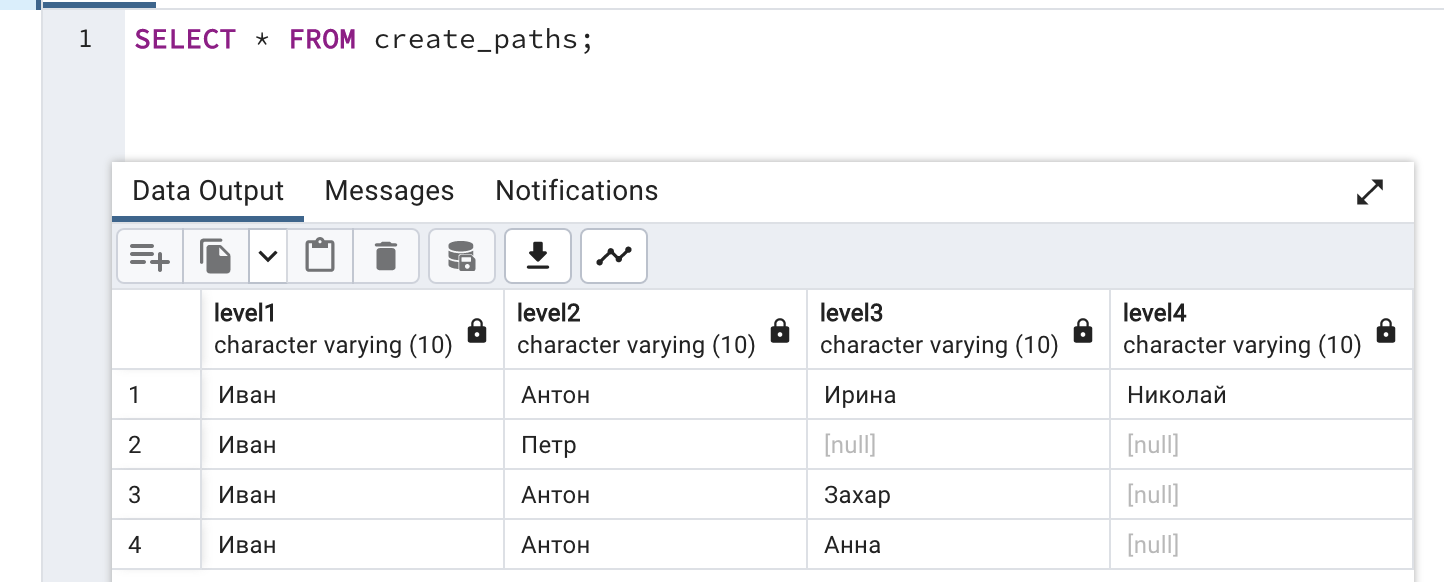 1 SELECT * FROM create_paths;
Data Output Messages Notifications
level1 level2 level3 level4
character varying (10) character varying (10) character varying (10) character varying (10)
1 Иван Антон Ирина Николай
2 Иван Петр [null] [null]
3 Иван Антон Захар [null]
4 Иван Антон Анна [null]